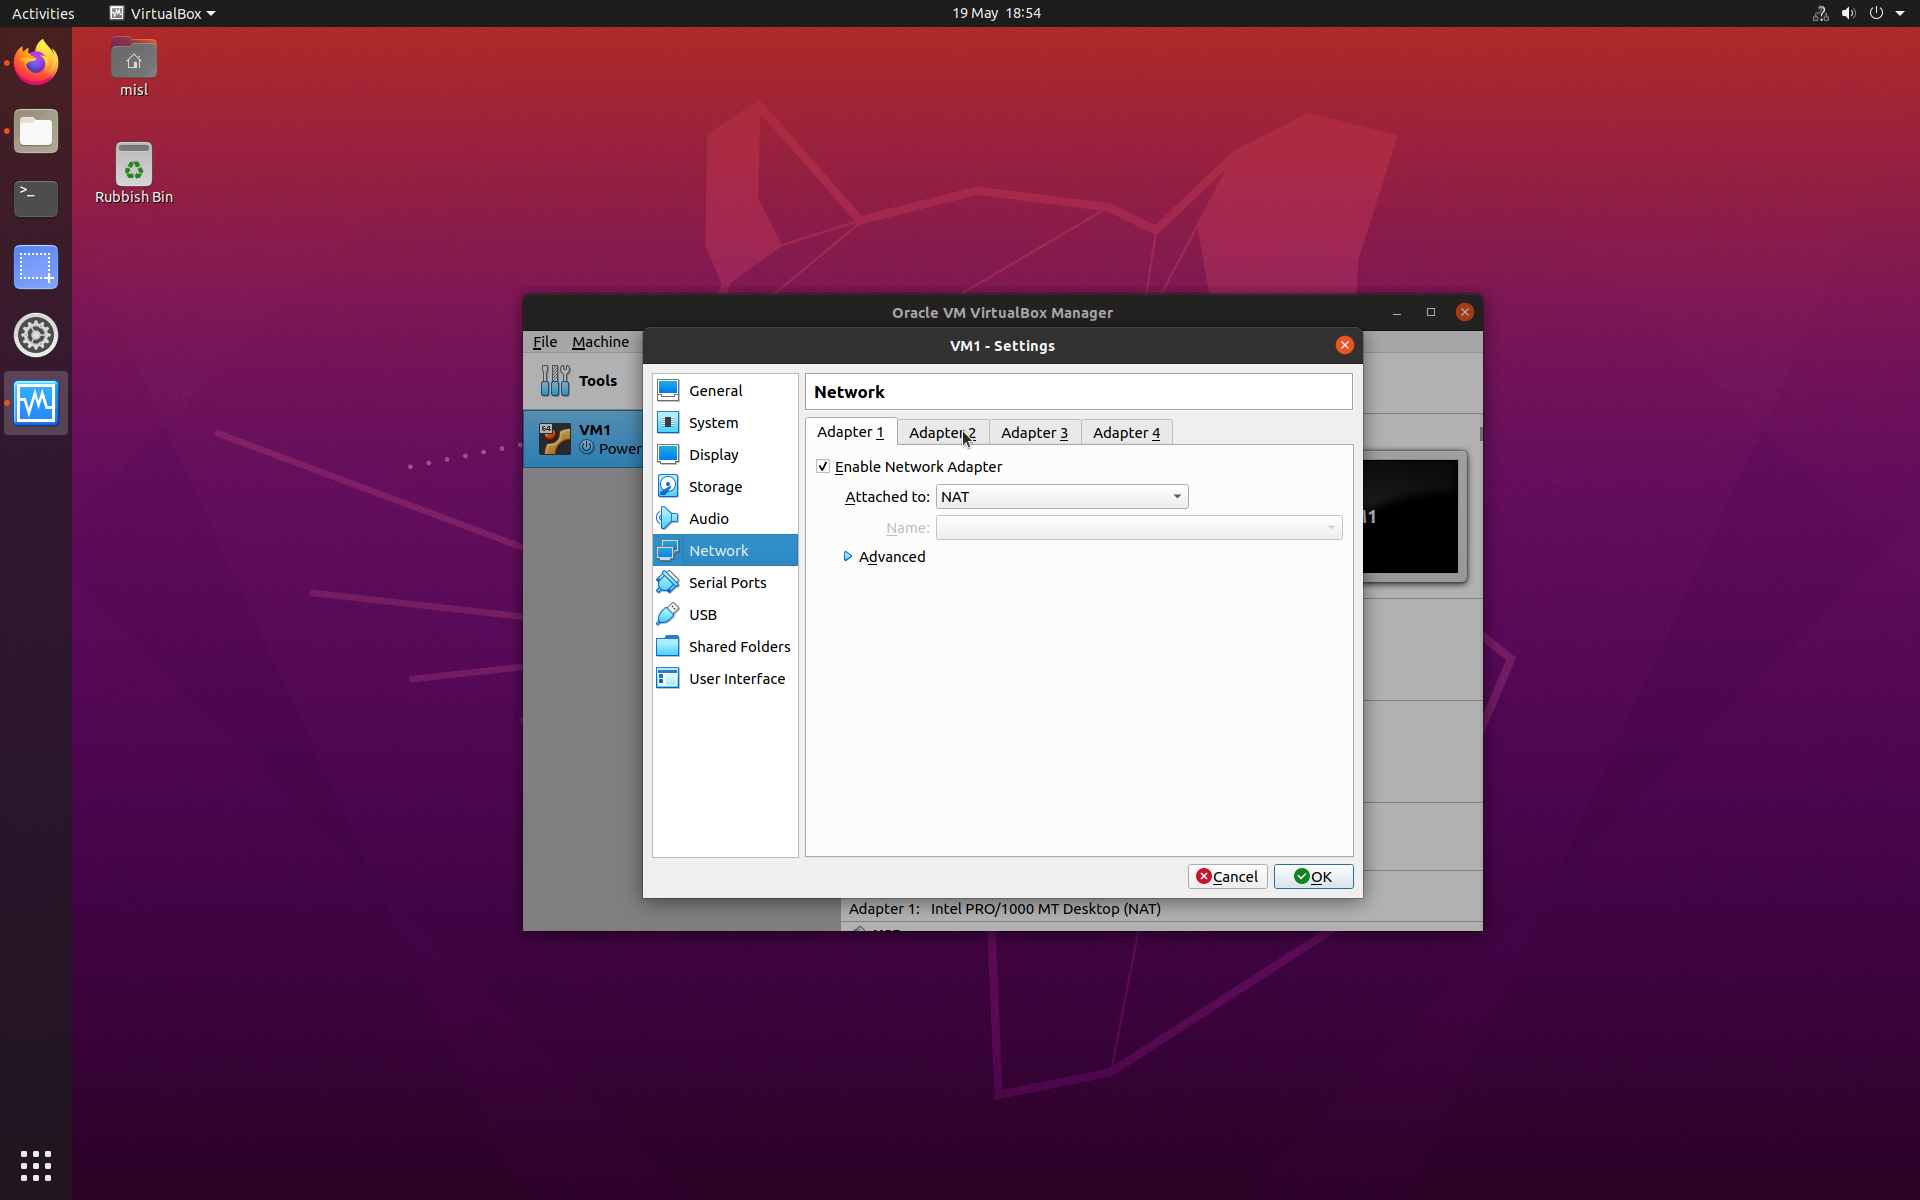 Activities VirtualBox 19 May 18:54
misl
Rubbish Bin
>_
Oracle VM VirtualBox Manager
File Machine
Tools
64 VM1
Power
VM1 - Settings
General
System
Display
Storage
Audio
Network
Serial Ports
USB
Shared Folders
User Interface
Network
Adapter 1 Adapter 2 Adapter 3 Adapter 4
Enable Network Adapter
Attached to: NAT
Name:
Advanced
Cancel OK
Adapter 1: Intel PRO/1000 MT Desktop (NAT)